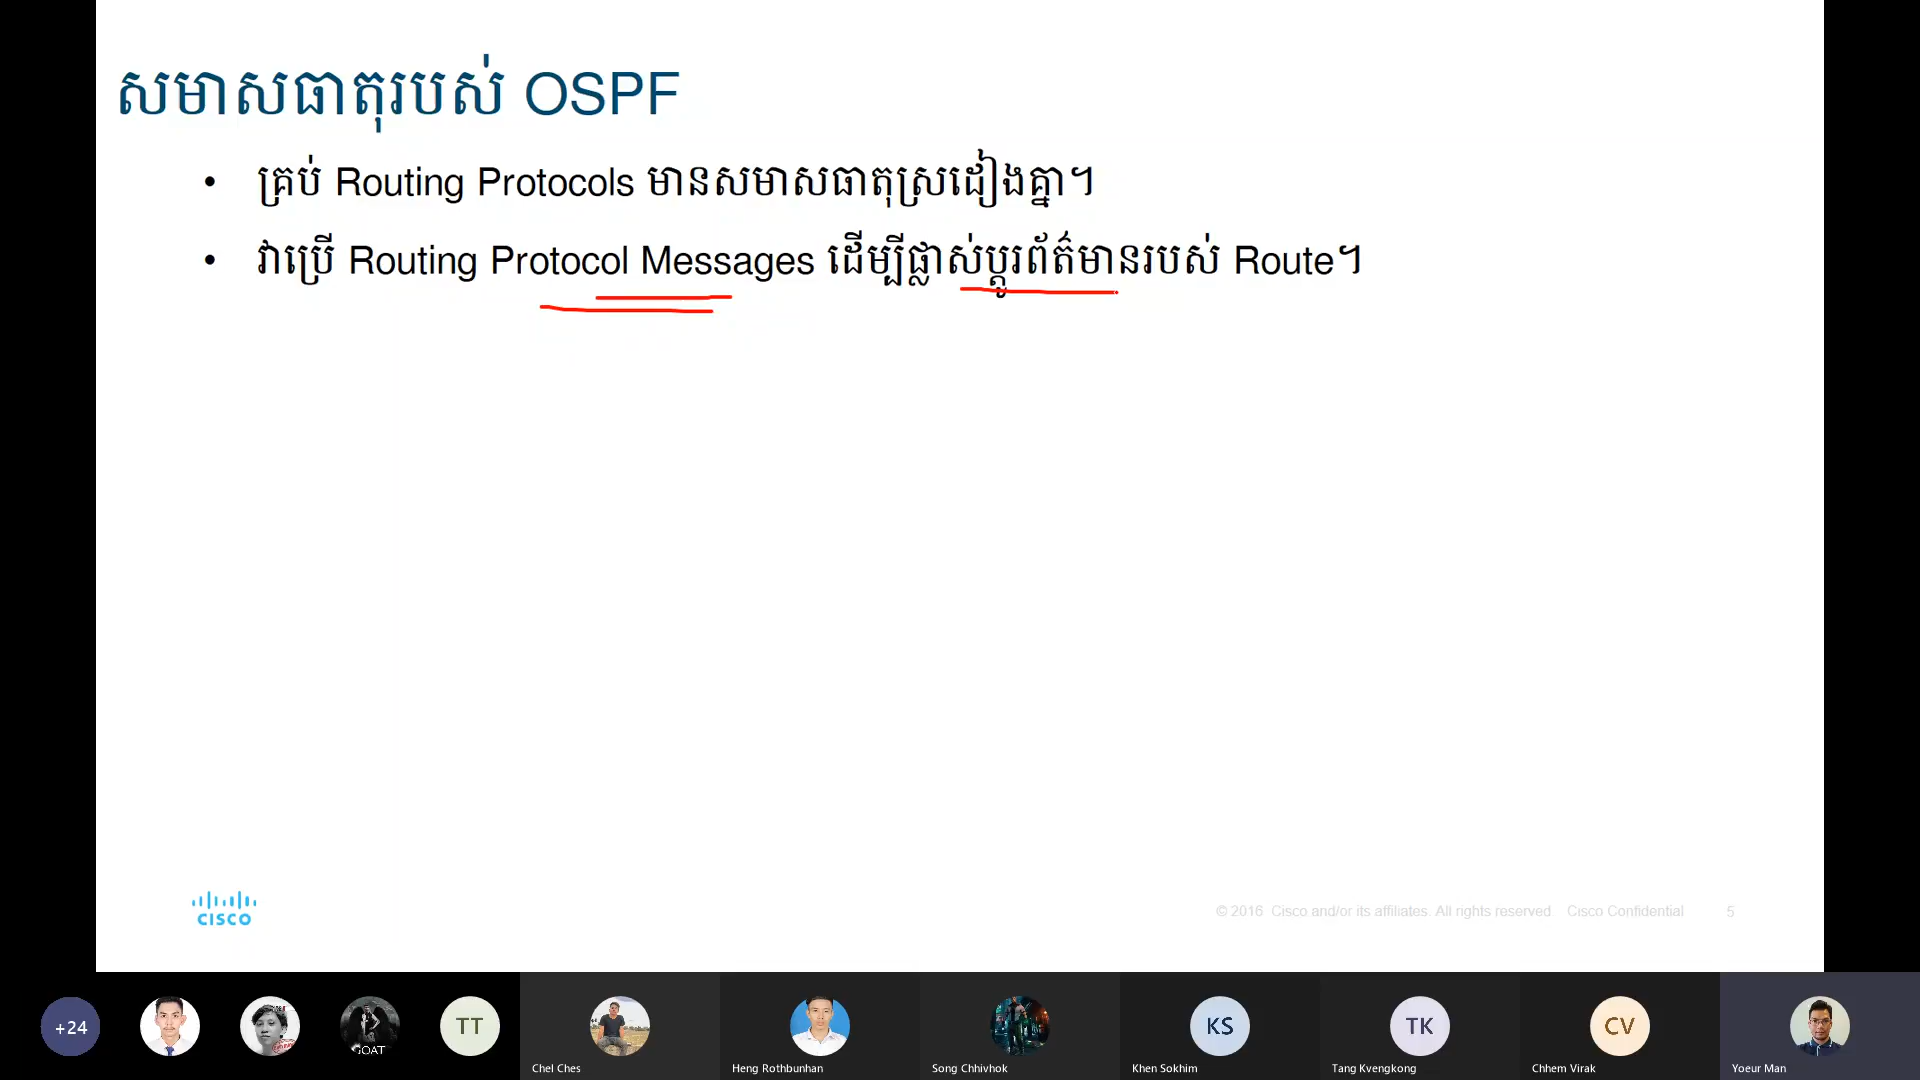 សមាសធាតុរបស់ OSPF
• គ្រប់ Routing Protocols មានសមាសធាតុស្រដៀងគ្នា។
• វាប្រើ Routing Protocol Messages ដើម្បីផ្លាស់ប្តូរព័ត៌មានរបស់ Route។
CISCO
© 2016 Cisco and/or its affiliates. All rights reserved Cisco Confidential 5
+24
GOAT
TT
KS
TK
CV
Chel Ches
Heng Rothbunhan
Song Chhivhok
Khen Sokhim
Tang Kvengkong
Chhem Virak
Yoeur Man